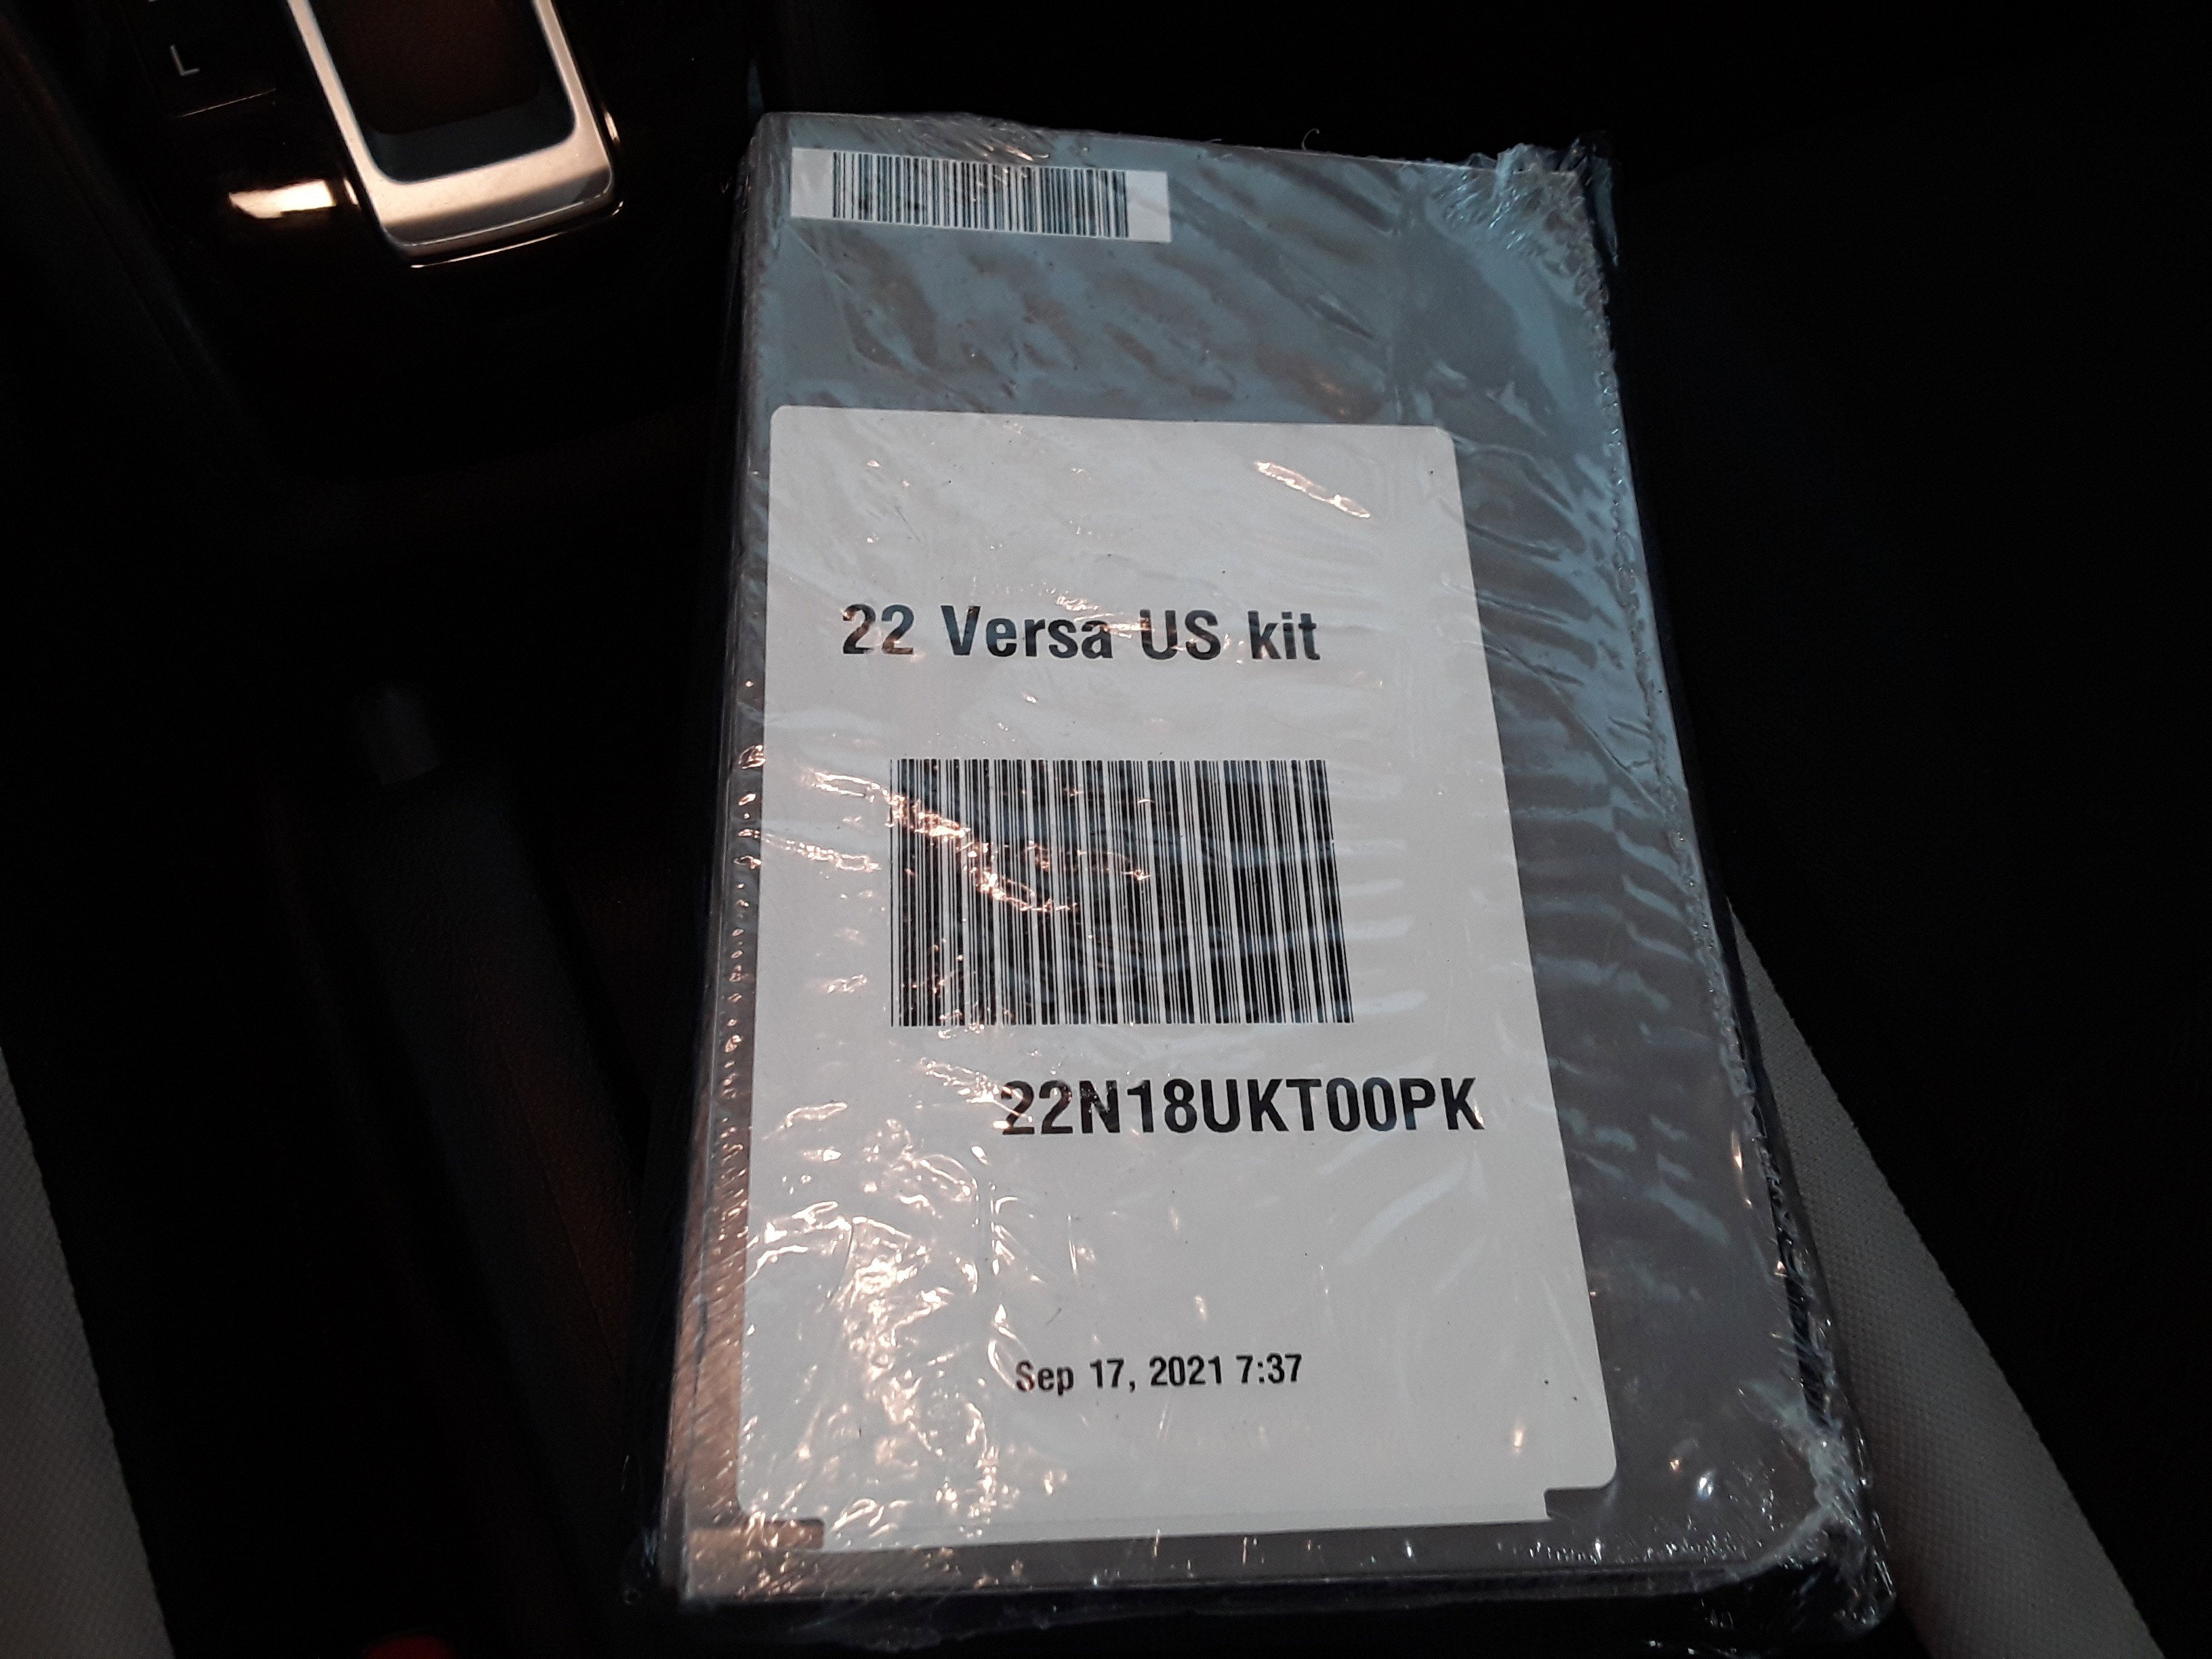 L
22 Versa US kit
22N18UKT00PK
Sep 17, 2021 7:37